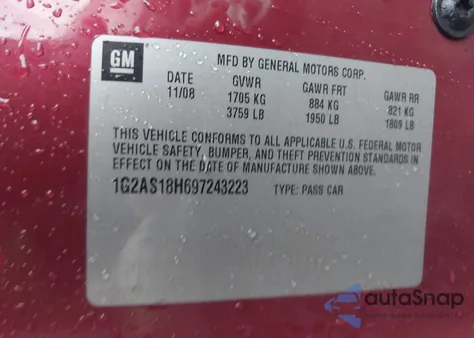 GM
MFD BY GENERAL MOTORS CORP.
DATE GVWR GAWR FRT GAWR RR
11/08 1705 KG 884 KG 821 KG
3759 LB 1950 LB 1809 LB
THIS VEHICLE CONFORMS TO ALL APPLICABLE U.S. FEDERAL MOTOR
VEHICLE SAFETY, BUMPER, AND THEFT PREVENTION STANDARDS IN
EFFECT ON THE DATE OF MANUFACTURE SHOWN ABOVE.
1G2AS18H697243223 TYPE: PASS CAR
autoSnap